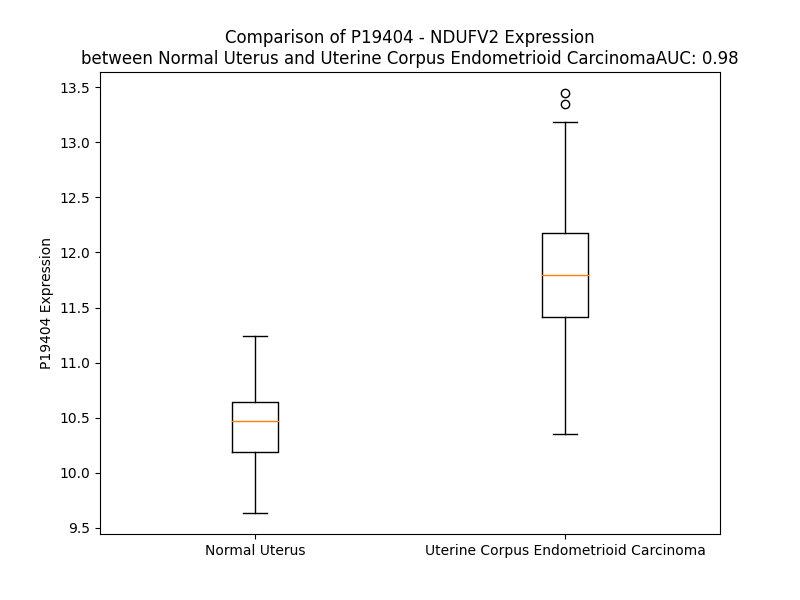 Comparison of P19404 - NDUFV2 Expression
between Normal Uterus and Uterine Corpus Endometrioid CarcinomaAUC: 0.98
P19404 Expression
13.5
13.0
12.5
12.0
11.5
11.0
10.5
10.0
9.5
Normal Uterus
Uterine Corpus Endometrioid Carcinoma